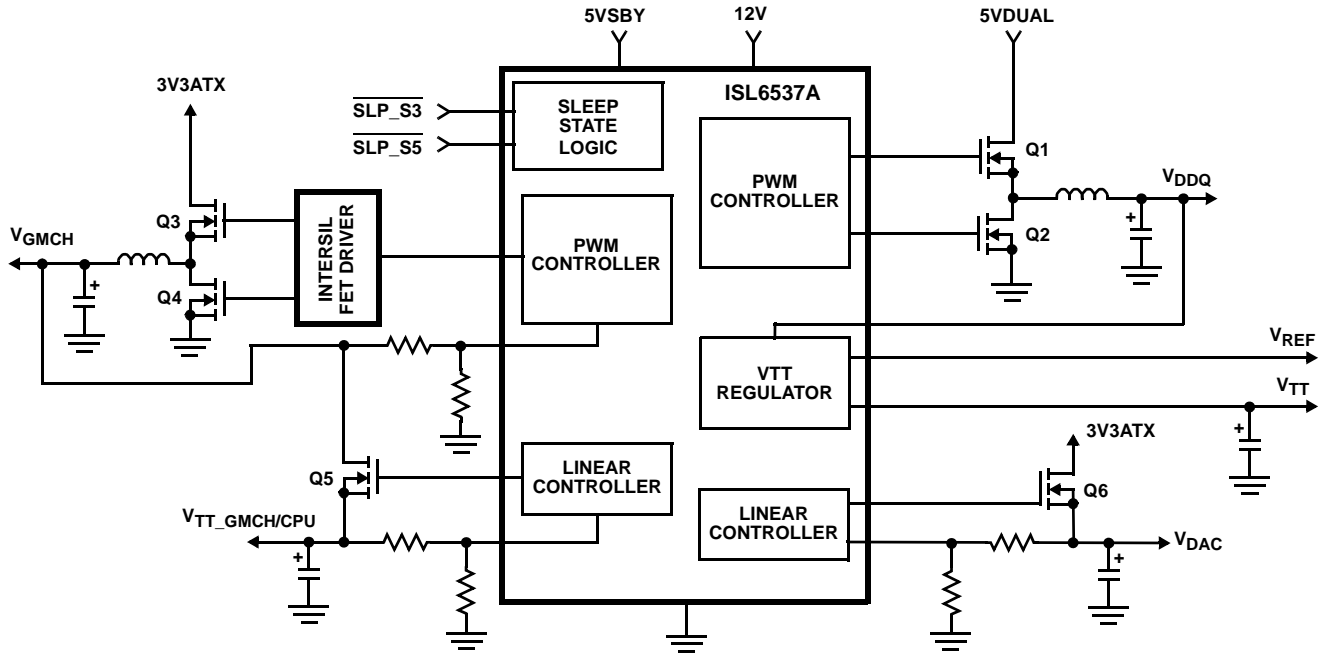 5VSBY
12V
5VDUAL
3V3ATX
SLP_S3
SLP_S5
SLEEP
STATE
LOGIC
ISL6537A
Q1
PWM
CONTROLLER
VDDQ
+
Q2
Q3
VGMCH
INTERSIL
FET DRIVER
PWM
CONTROLLER
+
Q4
VREF
VTT
REGULATOR
VTT
+
3V3ATX
Q5
LINEAR
CONTROLLER
Q6
LINEAR
CONTROLLER
VTT_GMCH/CPU
+
VDAC
+